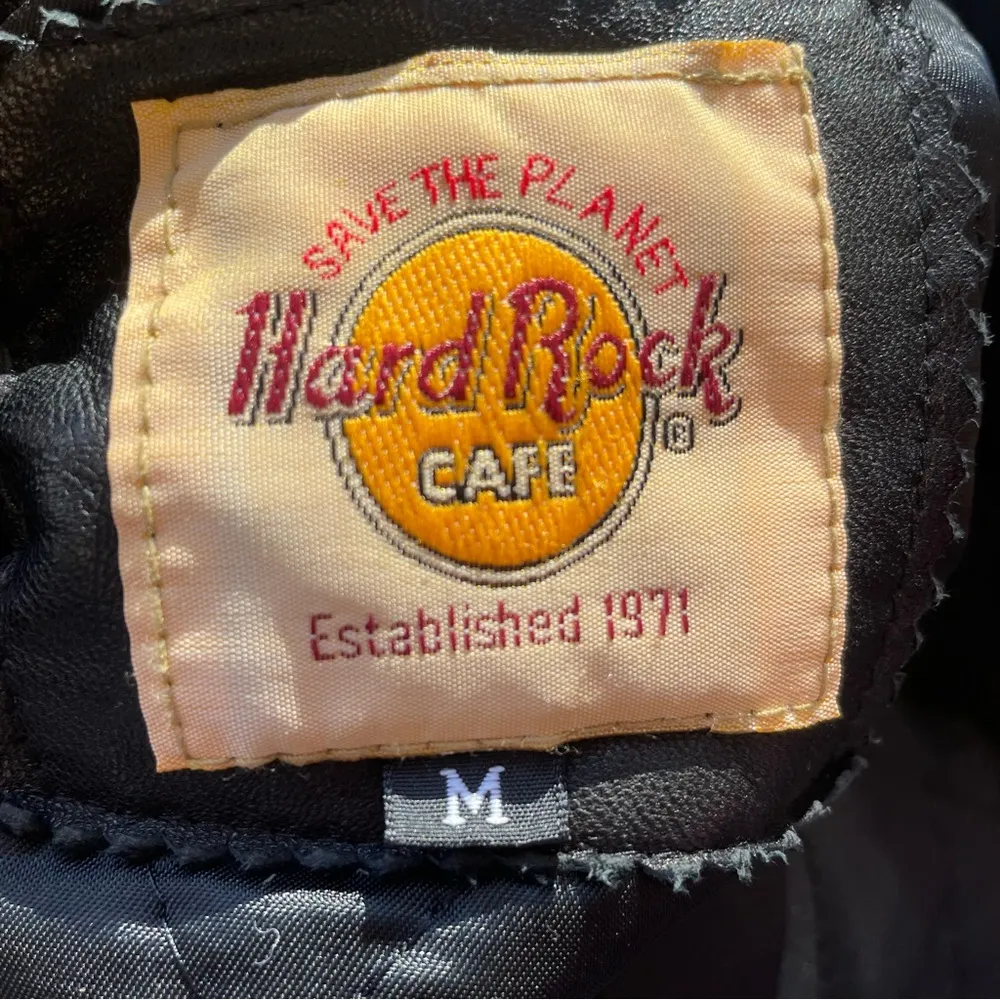 SAVE THE PLANET
Hard Rock
CAFE
®
Established 1971
M